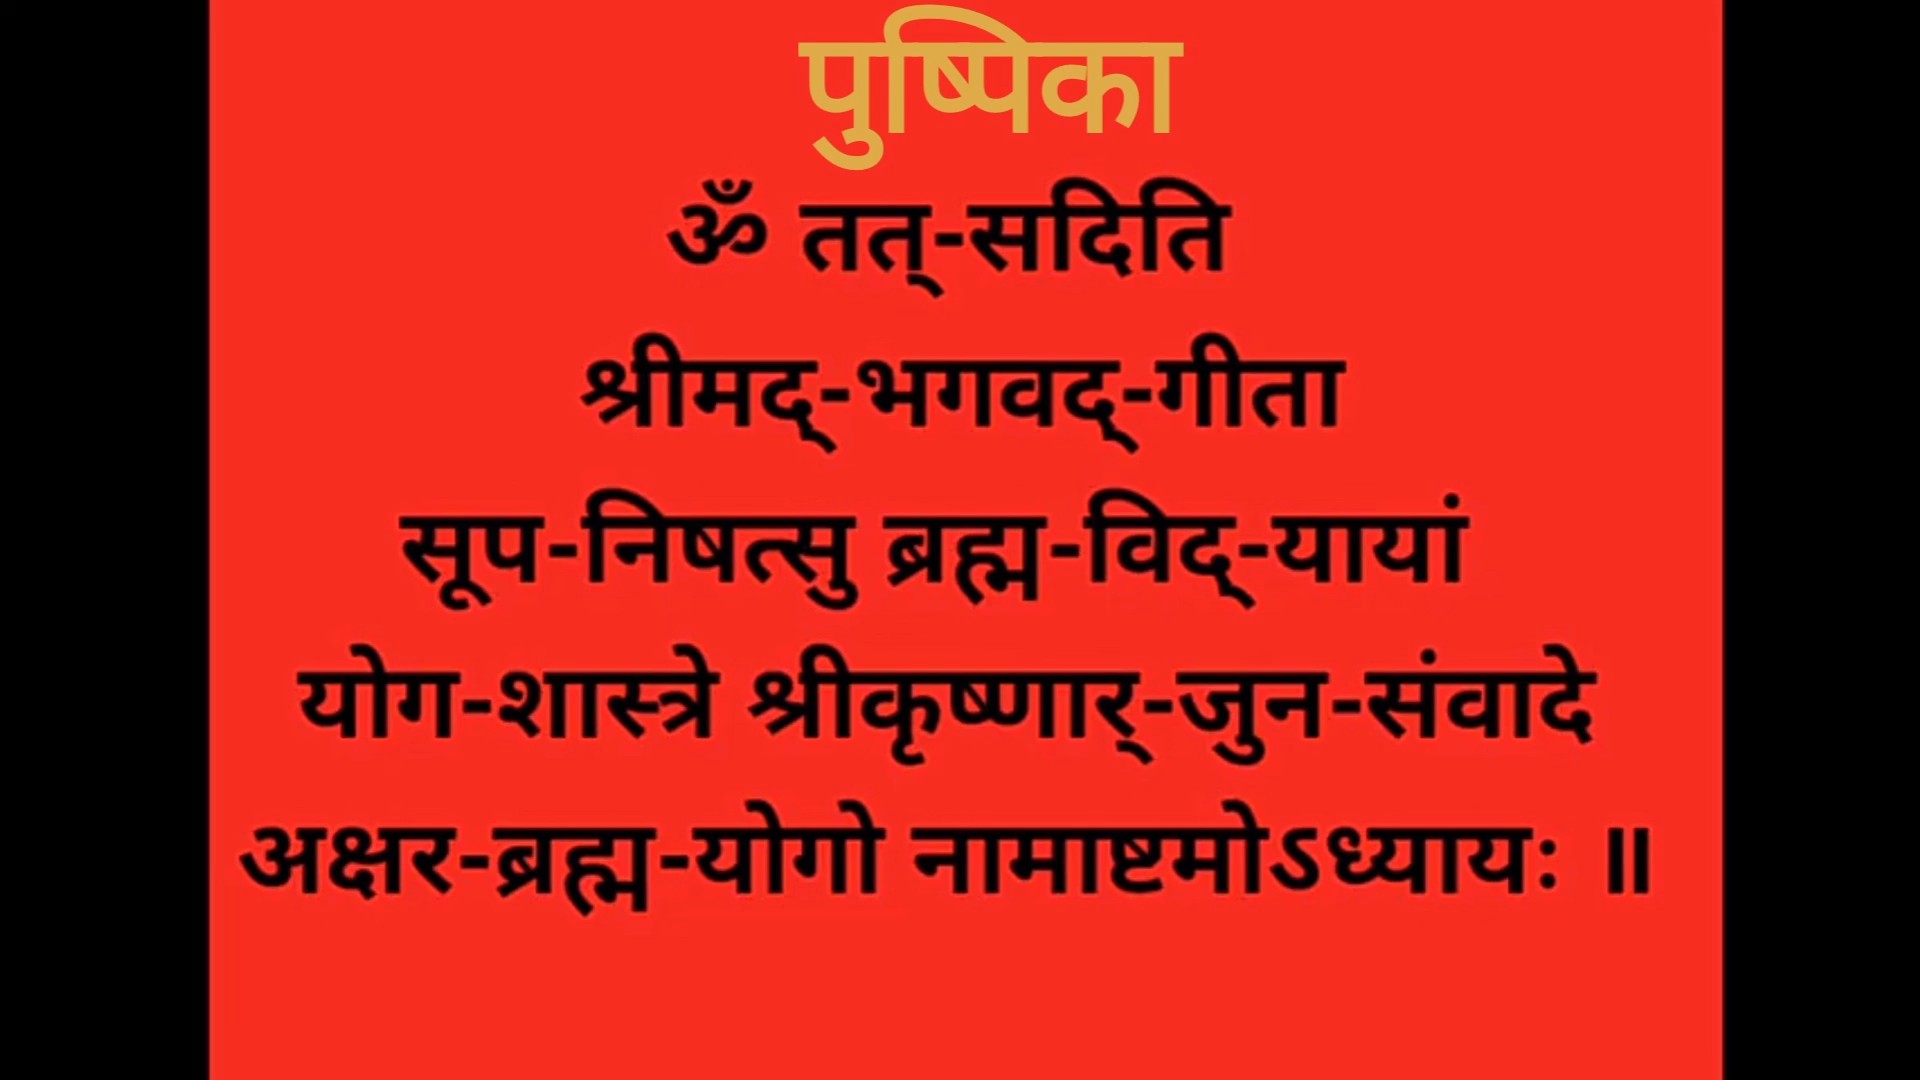 पुष्पिका
ॐ तत्-सदिति
श्रीमद्-भगवद्-गीता
सूप-निषत्सु ब्रह्म-विद्-यायां
योग-शास्त्रे श्रीकृष्णार्-जुन-संवादे
अक्षर-ब्रह्म-योगो नामाष्टमोऽध्यायः ॥